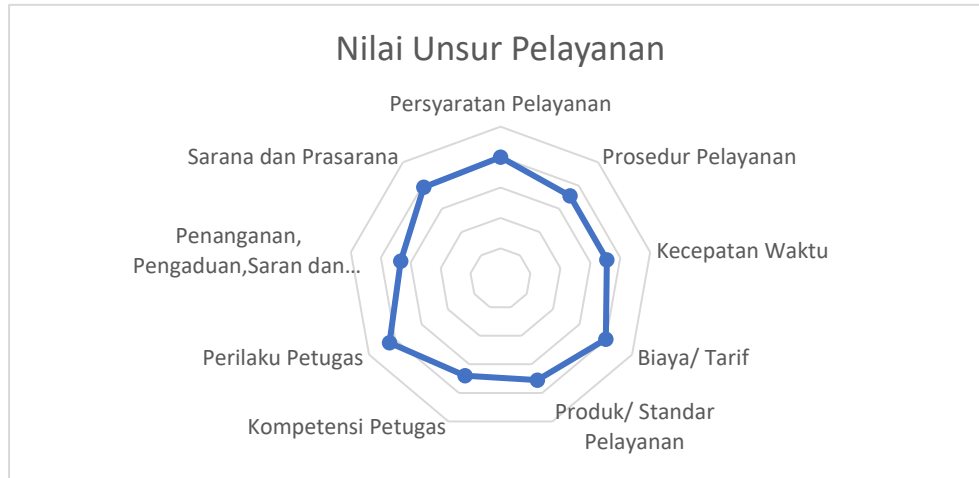 Nilai Unsur Pelayanan
Persyaratan Pelayanan
Prosedur Pelayanan
Kecepatan Waktu
Biaya/ Tarif
Produk/ Standar
Pelayanan
Kompetensi Petugas
Perilaku Petugas
Penanganan,
Pengaduan,Saran dan...
Sarana dan Prasarana